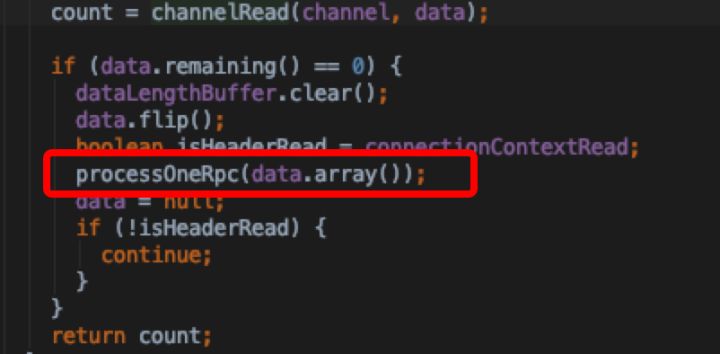 count = channelRead(channel, data);
if (data.remaining() == 0) {
dataLengthBuffer.clear();
data.flip();
boolean isHeaderRead = connectionContextRead;
processOneRpc(data.array());
data = null;
if (!isHeaderRead) {
continue;
}
}
return count;